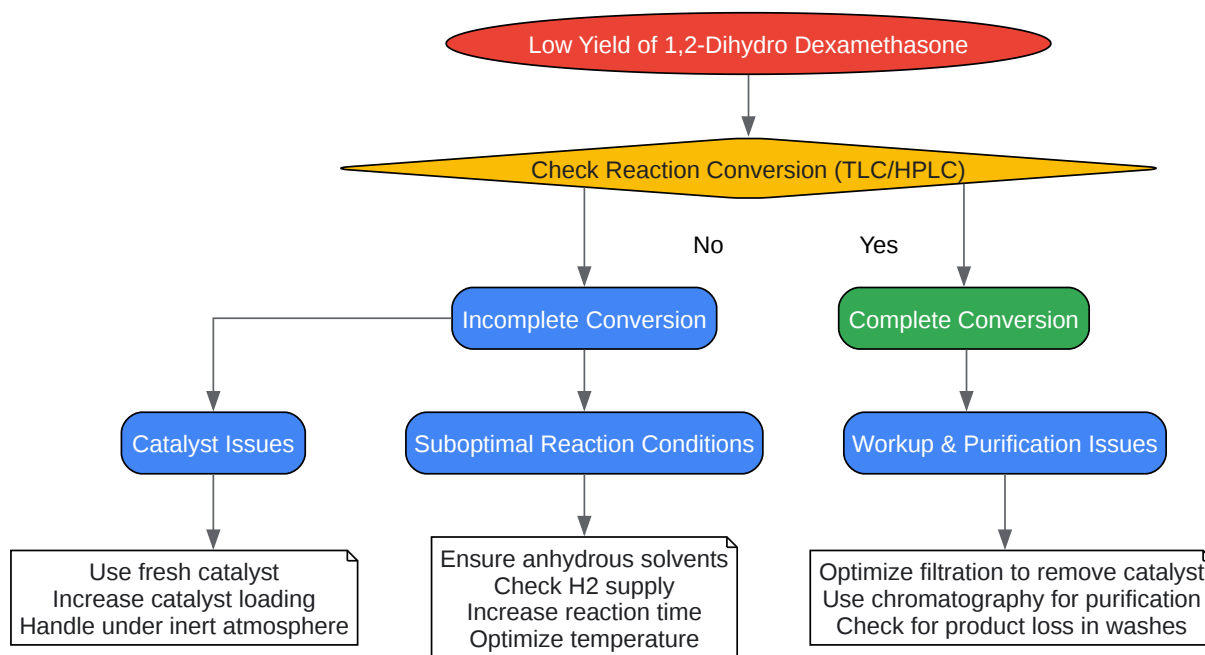 Low Yield of 1,2-Dihydro Dexamethasone
Check Reaction Conversion (TLC/HPLC)
No
Yes
Incomplete Conversion
Complete Conversion
Catalyst Issues
Suboptimal Reaction Conditions
Workup & Purification Issues
Use fresh catalyst
Increase catalyst loading
Handle under inert atmosphere
Ensure anhydrous solvents
Check H2 supply
Increase reaction time
Optimize temperature
Optimize filtration to remove catalyst
Use chromatography for purification
Check for product loss in washes